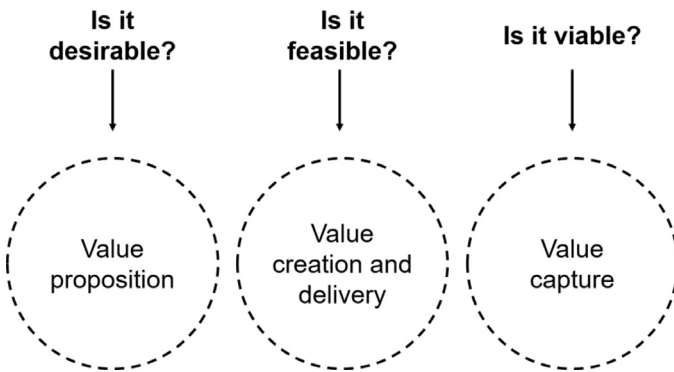 Is it
desirable?
Is it
feasible?
Is it viable?
Value
proposition
Value
creation and
delivery
Value
capture